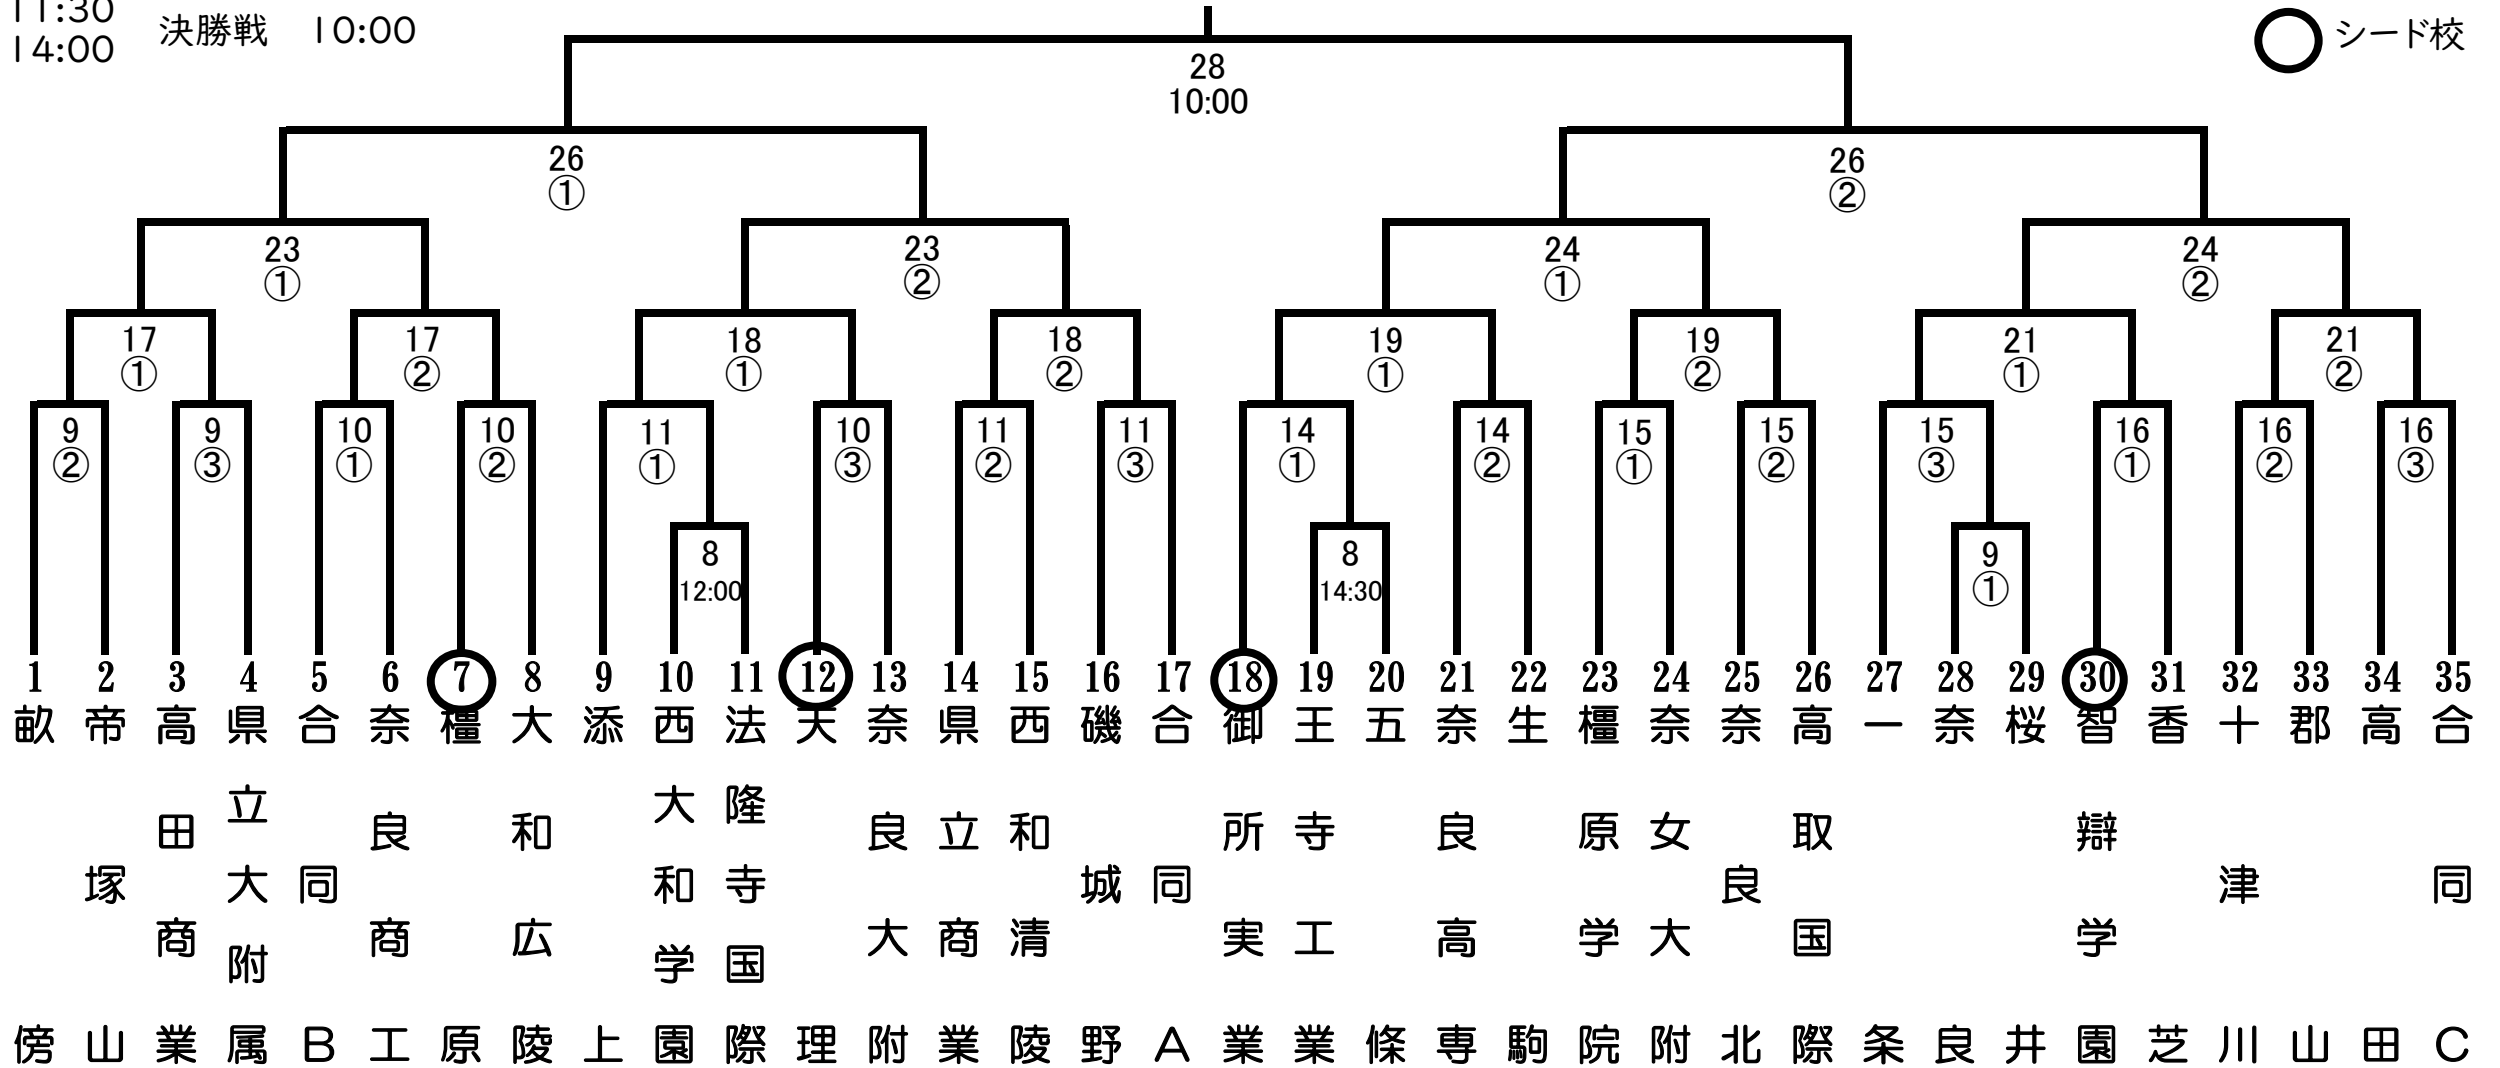 11:30
14:00
決勝戦 10:00
シード校
28
10:00
26
①
26
②
23
①
23
②
24
①
24
②
17
①
17
②
18
①
18
②
19
①
19
②
21
①
21
②
9
②
9
③
10
①
10
②
11
①
10
③
11
②
11
③
14
①
14
②
15
①
15
②
15
③
16
①
16
②
16
③
8
12:00
8
14:30
9
①
1
畝傍
2
帝塚山
3
高田商業
4
県立大附属
5
合同B
6
奈良商工
7
橿原
8
大和広陵
9
添上
10
西大和学園
11
法隆寺国際
12
天理
13
奈良大附
14
県立商業
15
西和清陵
16
磯城野
17
合同A
18
御所実業
19
王寺工業
20
五條
21
奈良高専
22
生駒
23
橿原学院
24
奈女大附
25
奈良北
26
高取国際
27
一条
28
奈良
29
桜井
30
智辯学園
31
香芝
32
十津川
33
郡山
34
高田
35
合同C